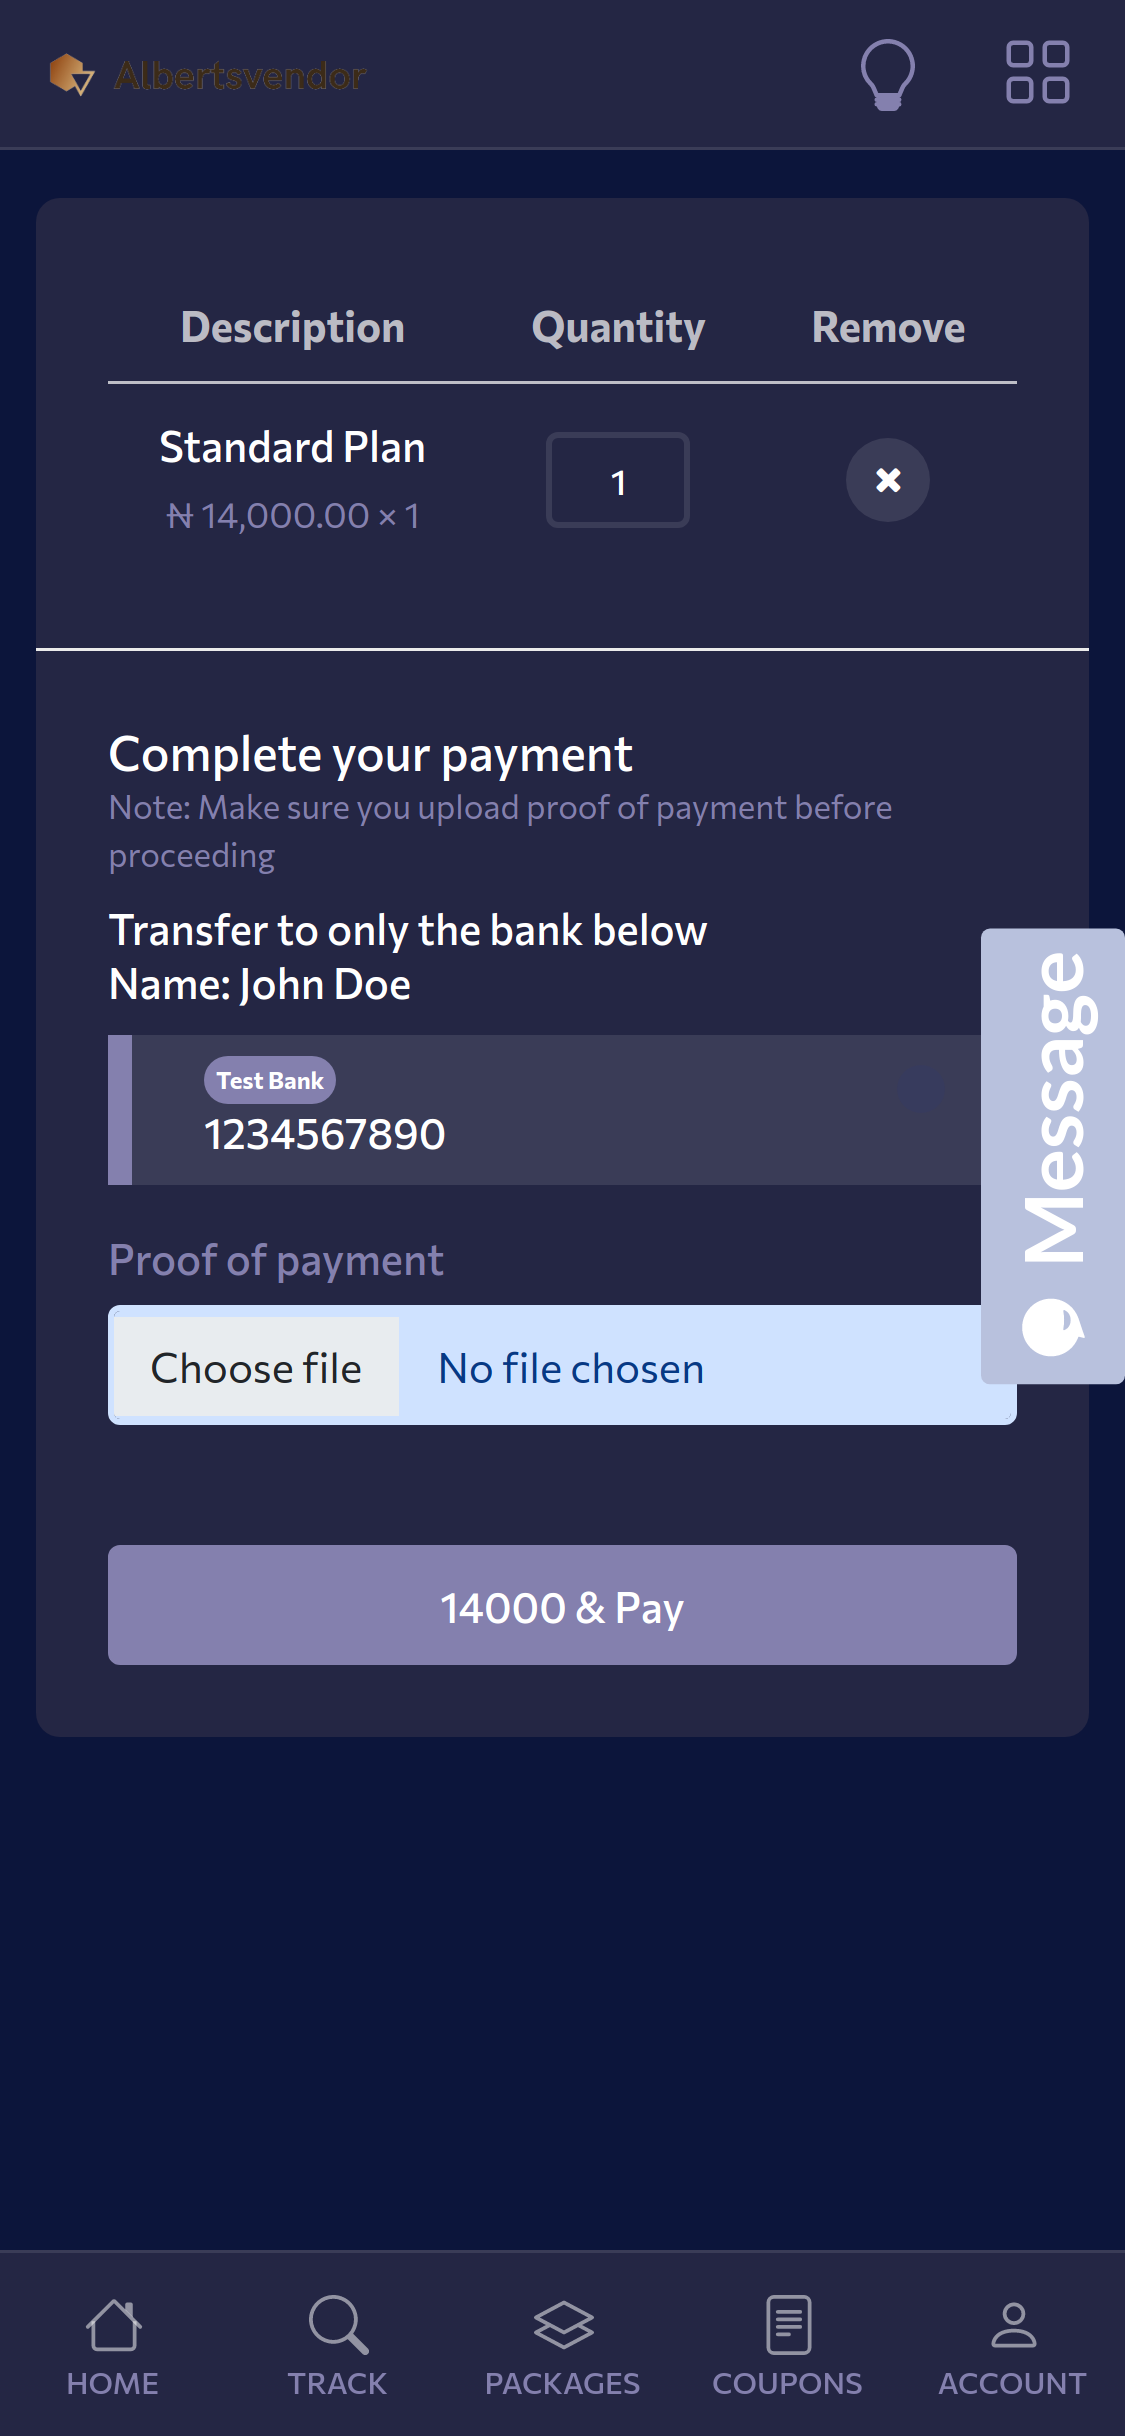 Albertsvendor
Description Quantity Remove
Standard Plan
₦ 14,000.00 × 1
1
Complete your payment
Note: Make sure you upload proof of payment before
proceeding
Transfer to only the bank below
Name: John Doe
Test Bank
1234567890
Message
Proof of payment
Choose file No file chosen
14000 & Pay
HOME TRACK PACKAGES COUPONS ACCOUNT